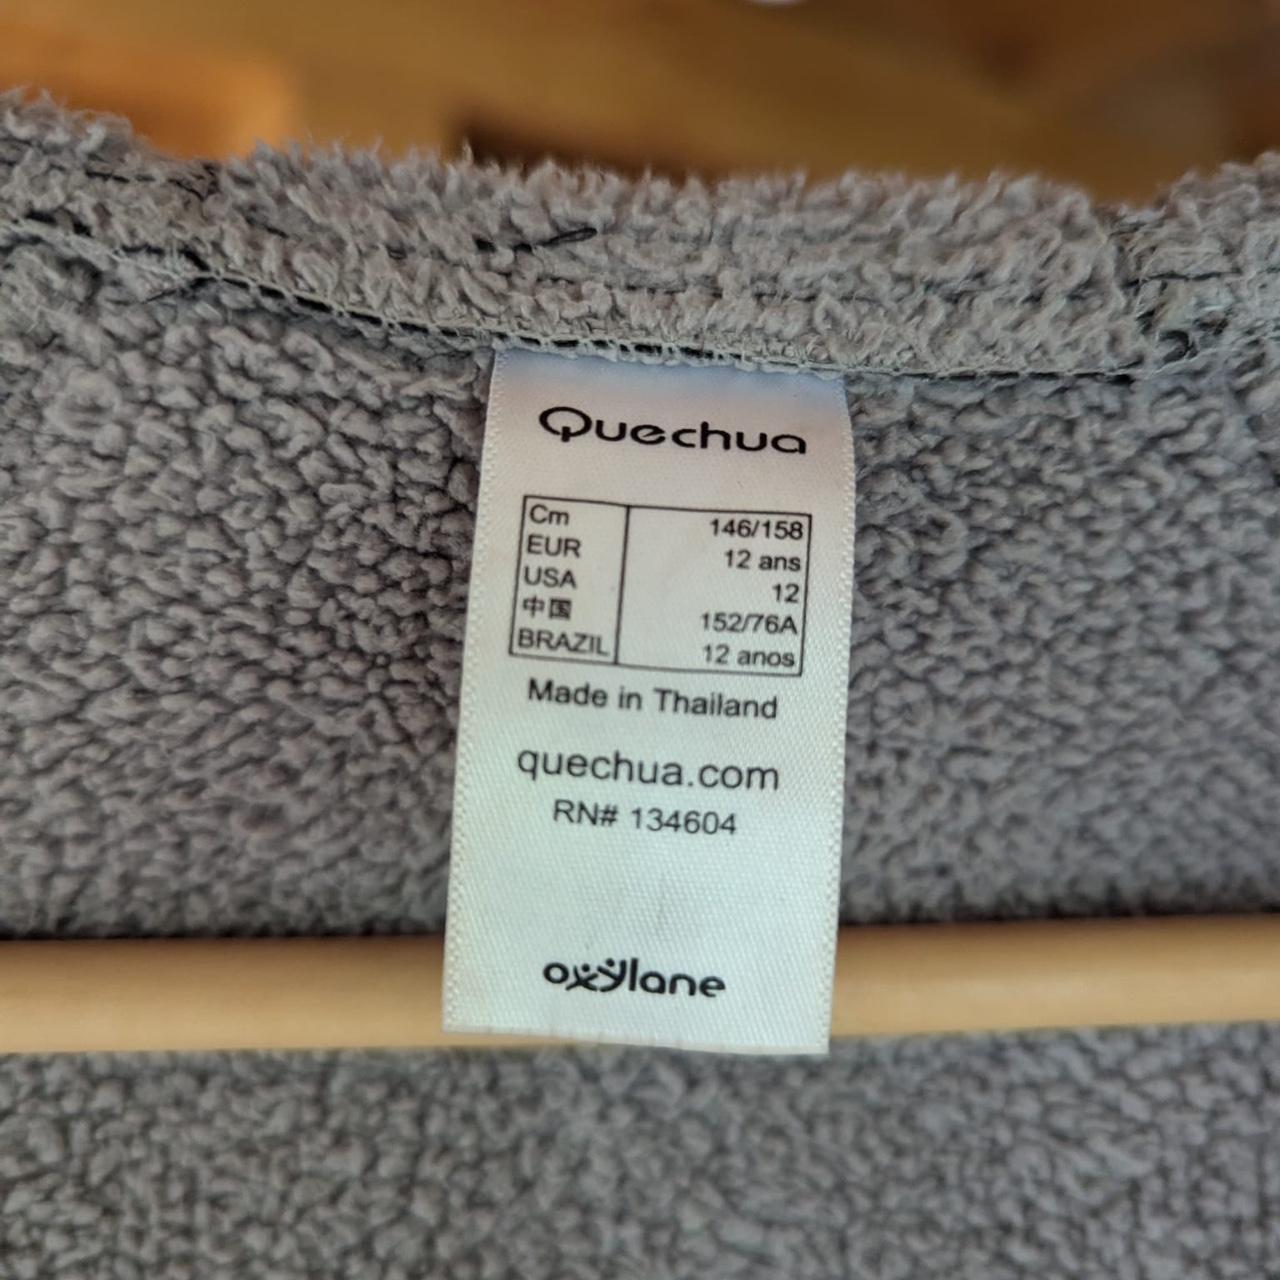 Quechua
Cm 146/158
EUR 12 ans
USA 12
中国 152/76A
BRAZIL 12 anos
Made in Thailand
quechua.com
RN# 134604
oxylane